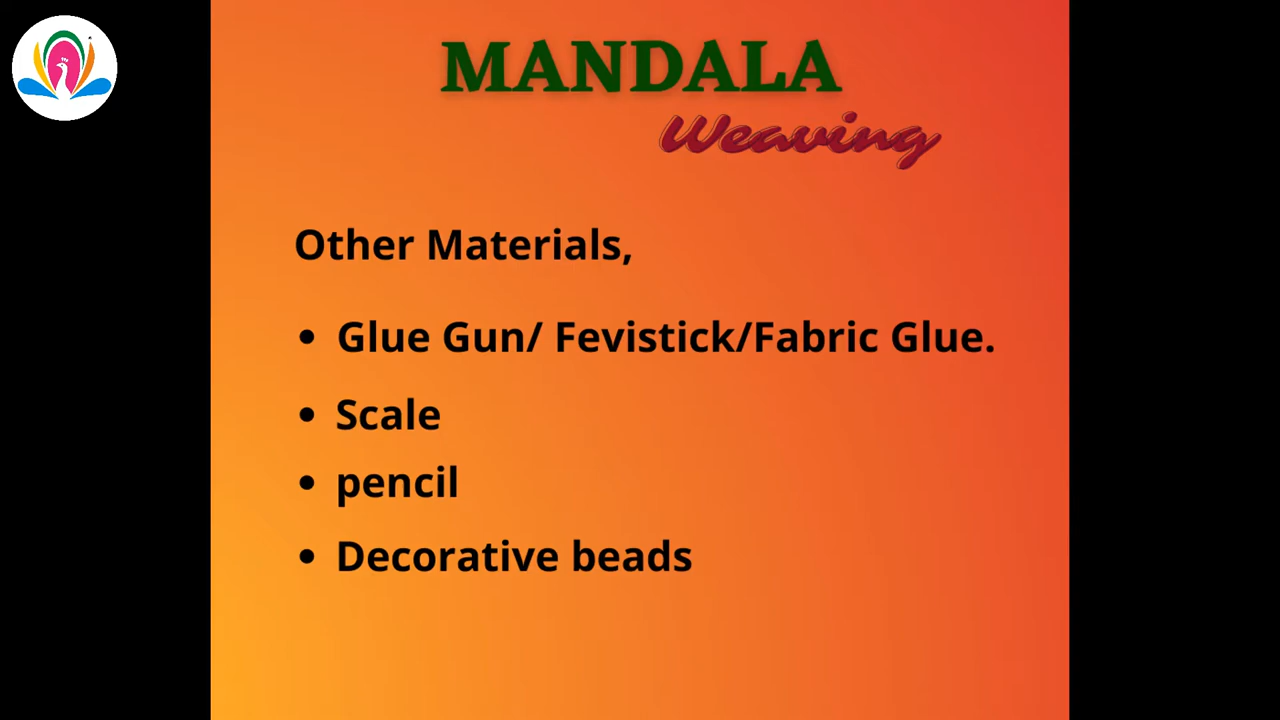 MANDALA
Weaving
Other Materials,
• Glue Gun/ Fevistick/Fabric Glue.
• Scale
• pencil
• Decorative beads